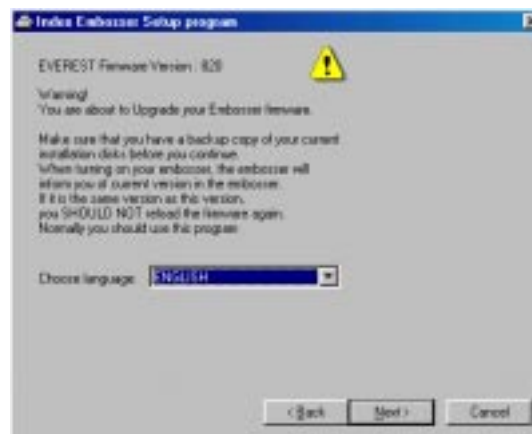 Index Embosser Setup program
EVEREST Firmware Version : 820
Warning!
You are about to Upgrade your Embosser firmware.
Make sure that you have a backup copy of your current
installation disks before you continue.
When turning on your embosser, the embosser will
inform you of current version in the embosser.
If it is the same version as this version,
you SHOULD NOT reload the firmware again.
Normally you should use this program
Choose language: ENGLISH
< Back Next > Cancel